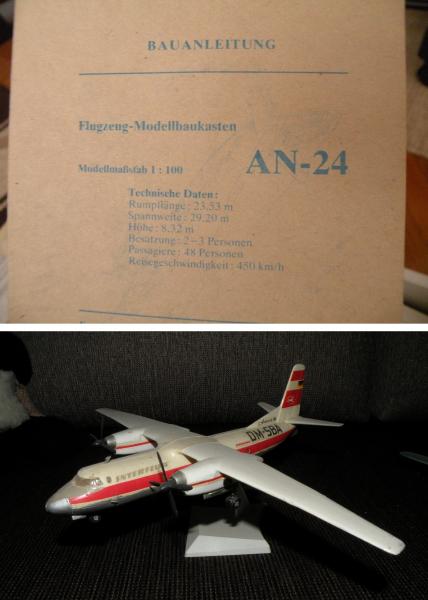 BAUANLEITUNG
Flugzeug-Modellbaukasten
AN-24
Modellmaßstab 1 : 100
Technische Daten:
Rumpflänge: 23,53 m
Spannweite: 29,20 m
Höhe: 8,32 m
Besatzung: 2–3 Personen
Passagiere: 48 Personen
Reisegeschwindigkeit: 450 km/h
INTERFLUG
DM-SBA